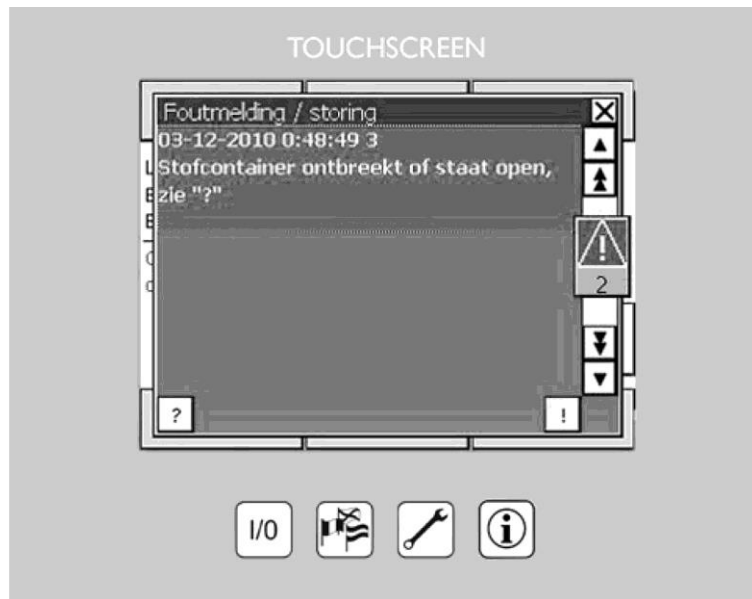 TOUCHSCREEN
Foutmelding / storing
03-12-2010 0:48:49 3
Stofcontainer ontbreekt of staat open,
zie "?"
2
?
!
I/0